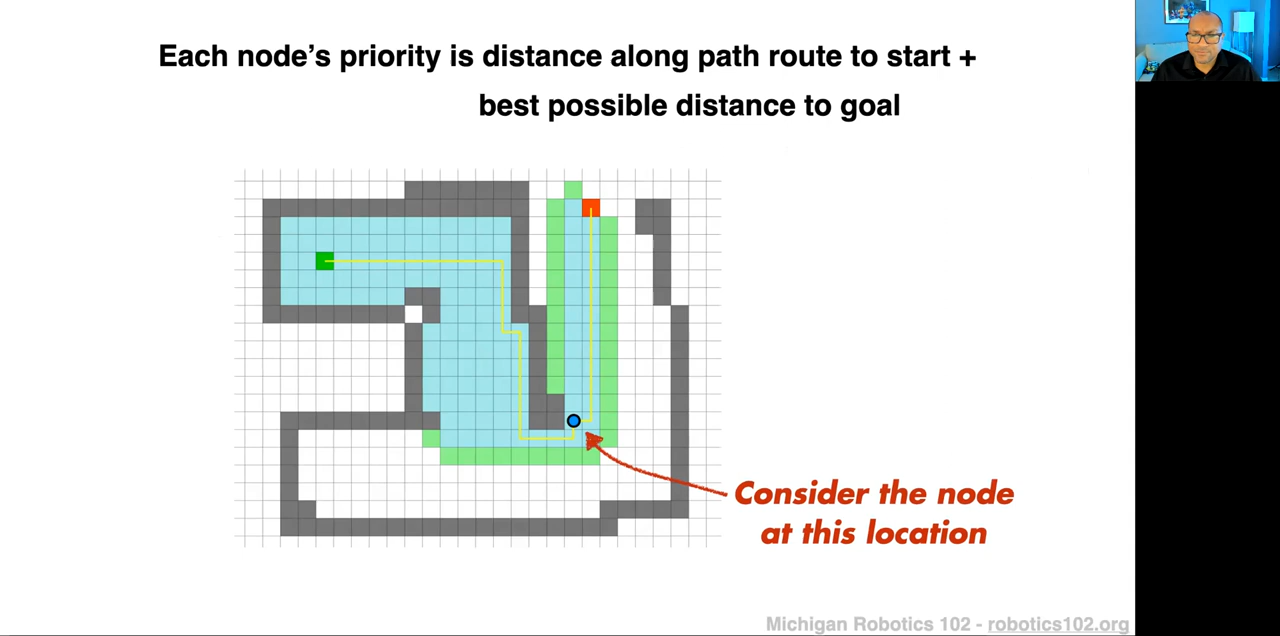 Each node’s priority is distance along path route to start +
best possible distance to goal
Consider the node
at this location
Michigan Robotics 102 - robotics102.org